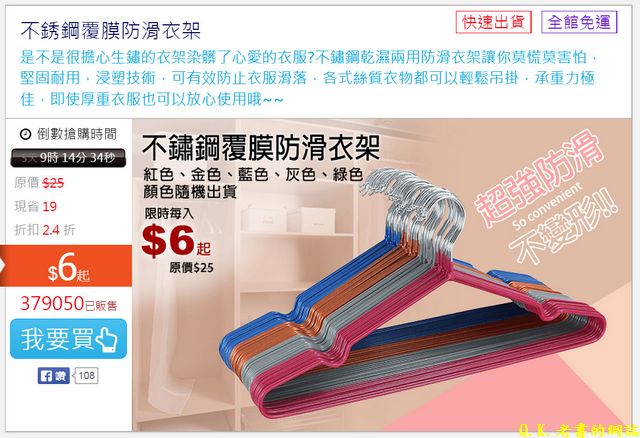 不銹鋼覆膜防滑衣架
快速出貨
全館免運
是不是很擔心生鏽的衣架染髒了心愛的衣服?不鏽鋼乾濕兩用防滑衣架讓你莫慌莫害怕，
堅固耐用，浸塑技術，可有效防止衣服滑落，各式絲質衣物都可以輕鬆吊掛，承重力極
佳，即使厚重衣服也可以放心使用哦~~
倒數搶購時間
9時 14分 34秒
原價 $25
現省 19
折扣 2.4 折
$6起
379050已販售
我要買
讚 108
不鏽鋼覆膜防滑衣架
紅色、金色、藍色、灰色、綠色
顏色隨機出貨
限時每入
$6起
原價$25
超強防滑
So convenient
不變形!!
Q.K.老書的網誌